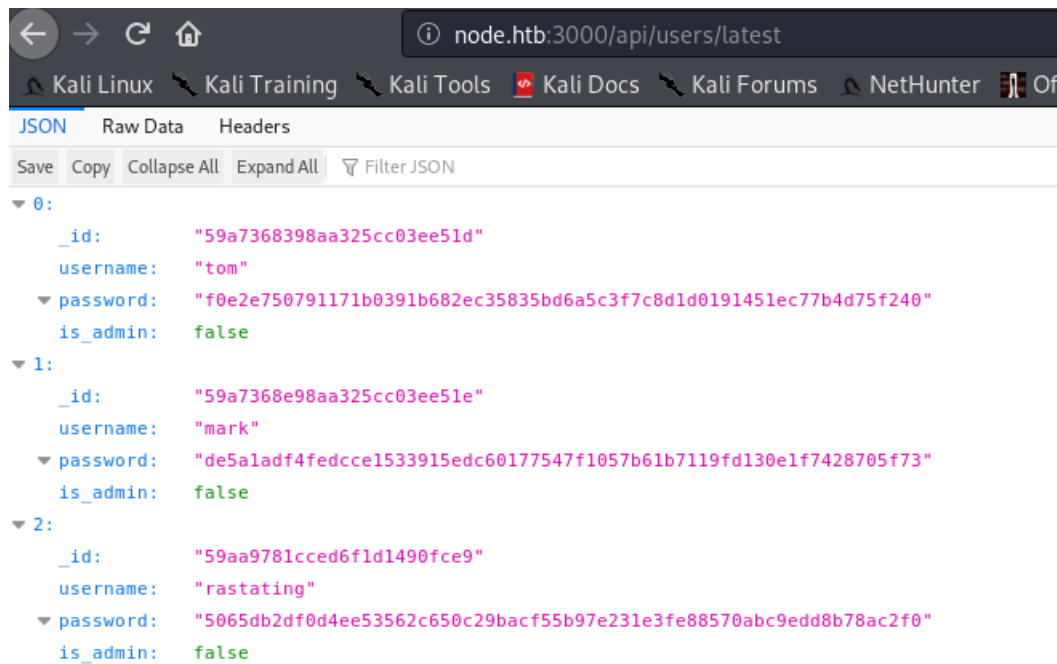 node.htb:3000/api/users/latest
Kali Linux Kali Training Kali Tools Kali Docs Kali Forums NetHunter Of
JSON Raw Data Headers
Save Copy Collapse All Expand All Filter JSON
0:
_id: "59a7368398aa325cc03ee51d"
username: "tom"
password: "f0e2e750791171b0391b682ec35835bd6a5c3f7c8d1d0191451ec77b4d75f240"
is_admin: false
1:
_id: "59a7368e98aa325cc03ee51e"
username: "mark"
password: "de5a1adf4fedcce1533915edc60177547f1057b61b7119fd130e1f7428705f73"
is_admin: false
2:
_id: "59aa9781cced6f1d1490fce9"
username: "rastating"
password: "5065db2df0d4ee53562c650c29bacf55b97e231e3fe88570abc9edd8b78ac2f0"
is_admin: false